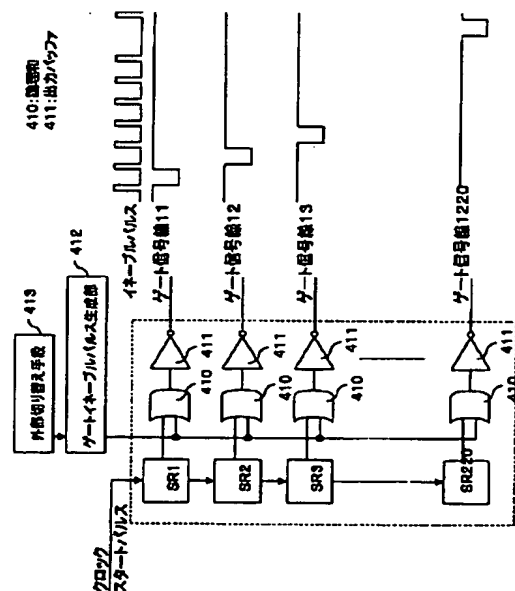 410:論理和
411:出力バッファ
413
外部切り替え手段
412
ゲートイネーブルパルス生成部
イネーブルパルス
クロック
スタートパルス
SR1
410
411
ゲート信号線11
SR2
410
411
ゲート信号線12
SR3
410
411
ゲート信号線13
SR220
410
411
ゲート信号線1220